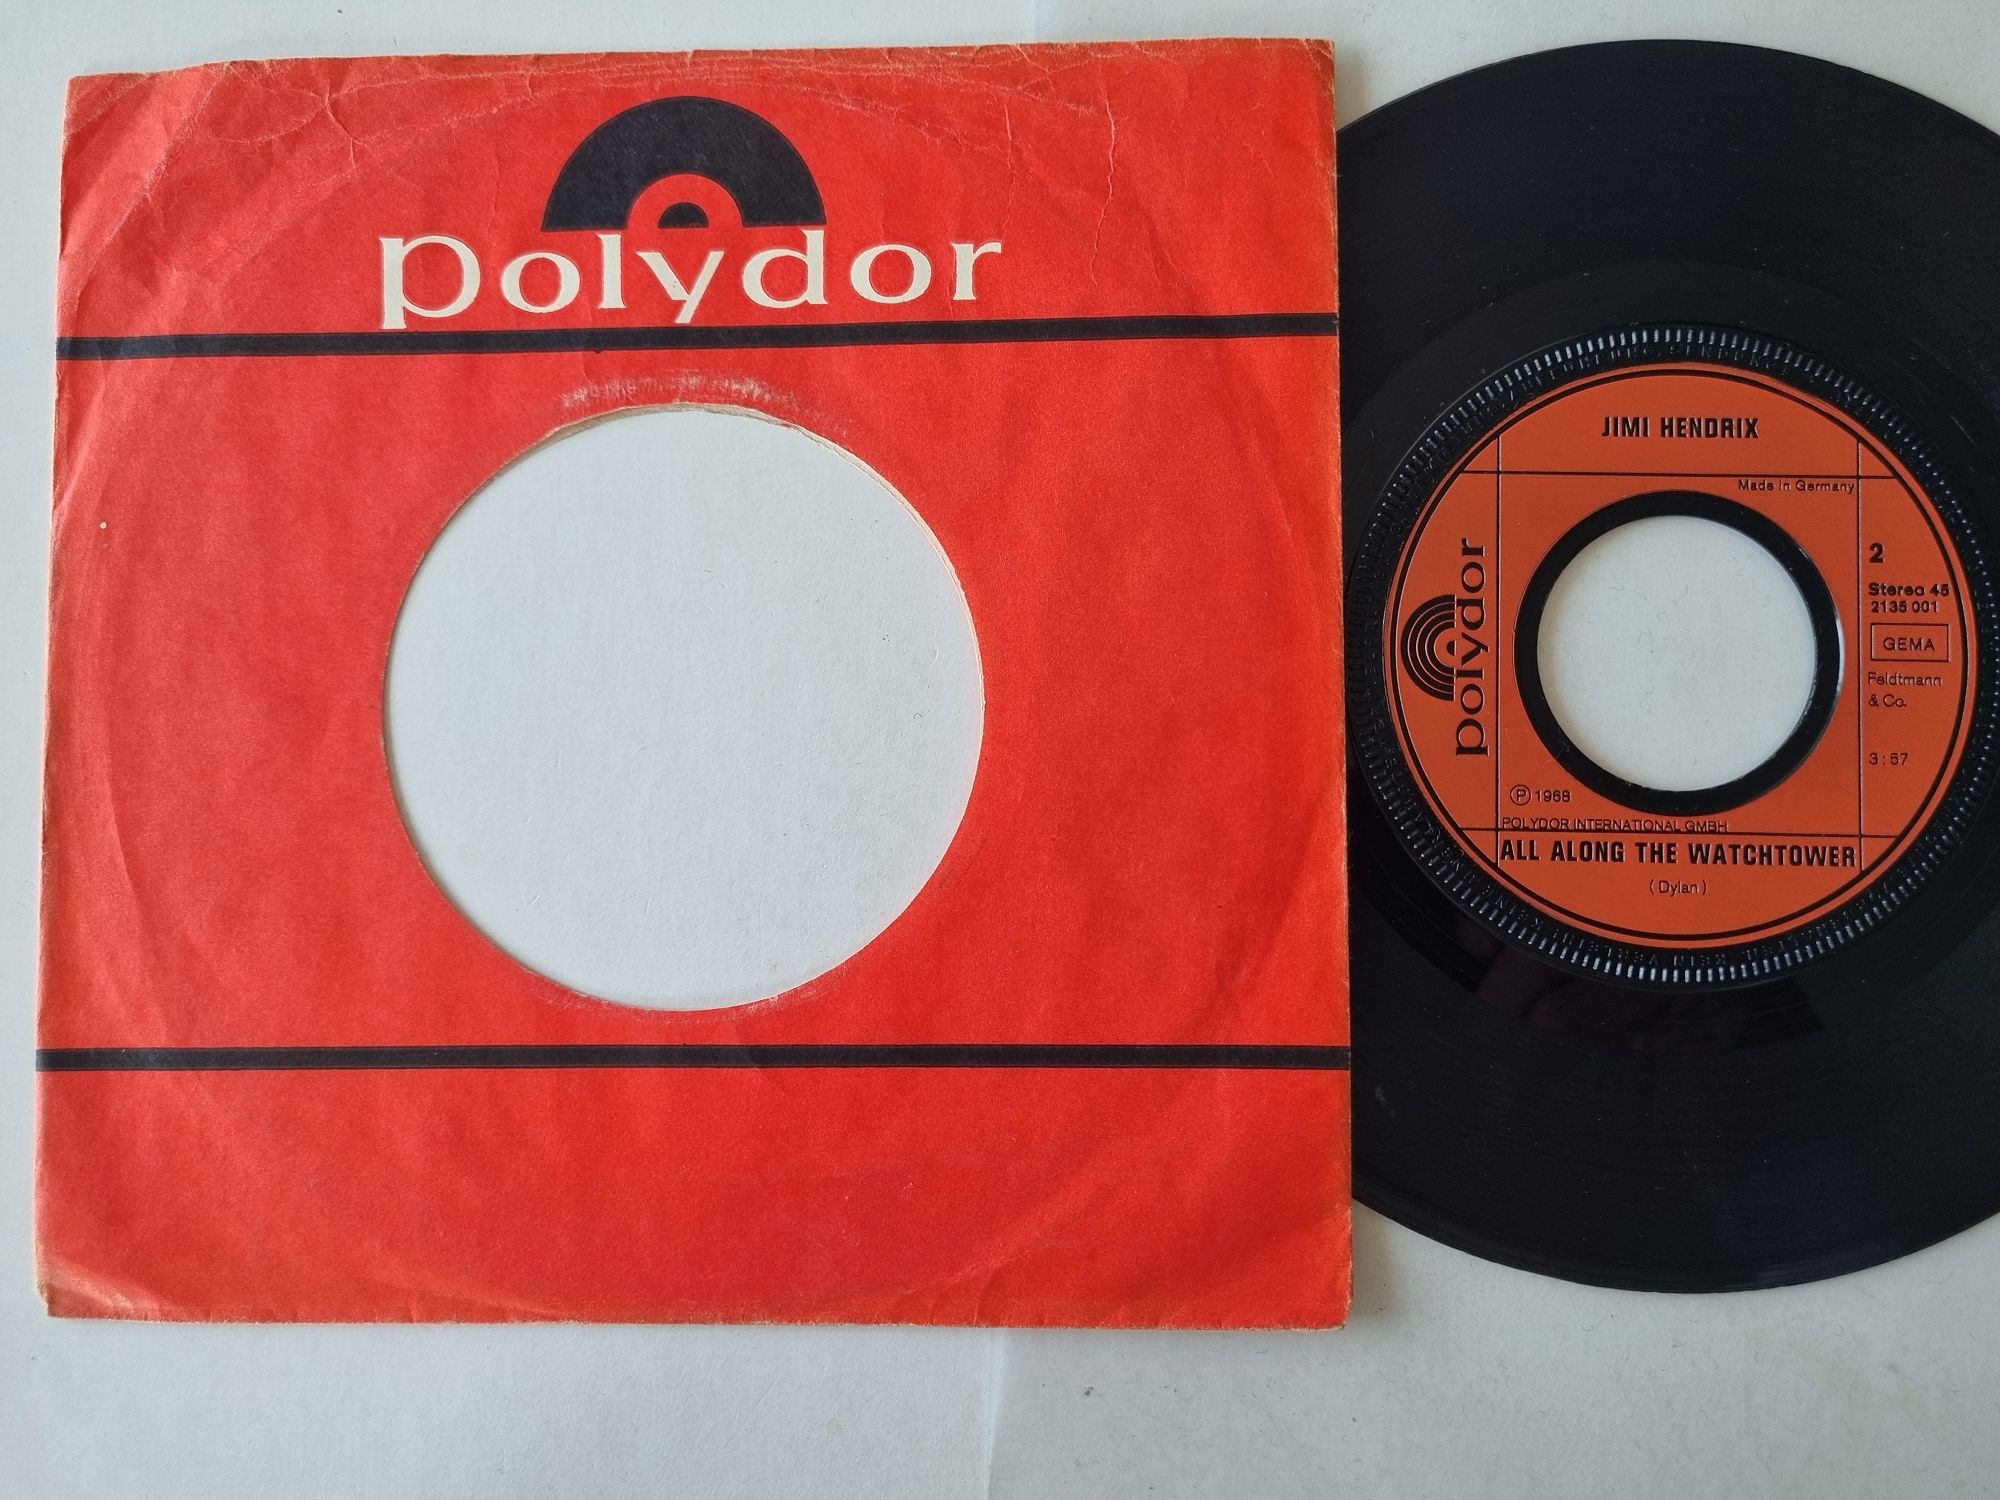 polydor
JIMI HENDRIX
Made in Germany
2
Stereo 45
2135 001
GEMA
Feldtmann
& Co.
3:57
polydor
Ⓟ 1968
POLYDOR INTERNATIONAL GMBH
ALL ALONG THE WATCHTOWER
(Dylan)